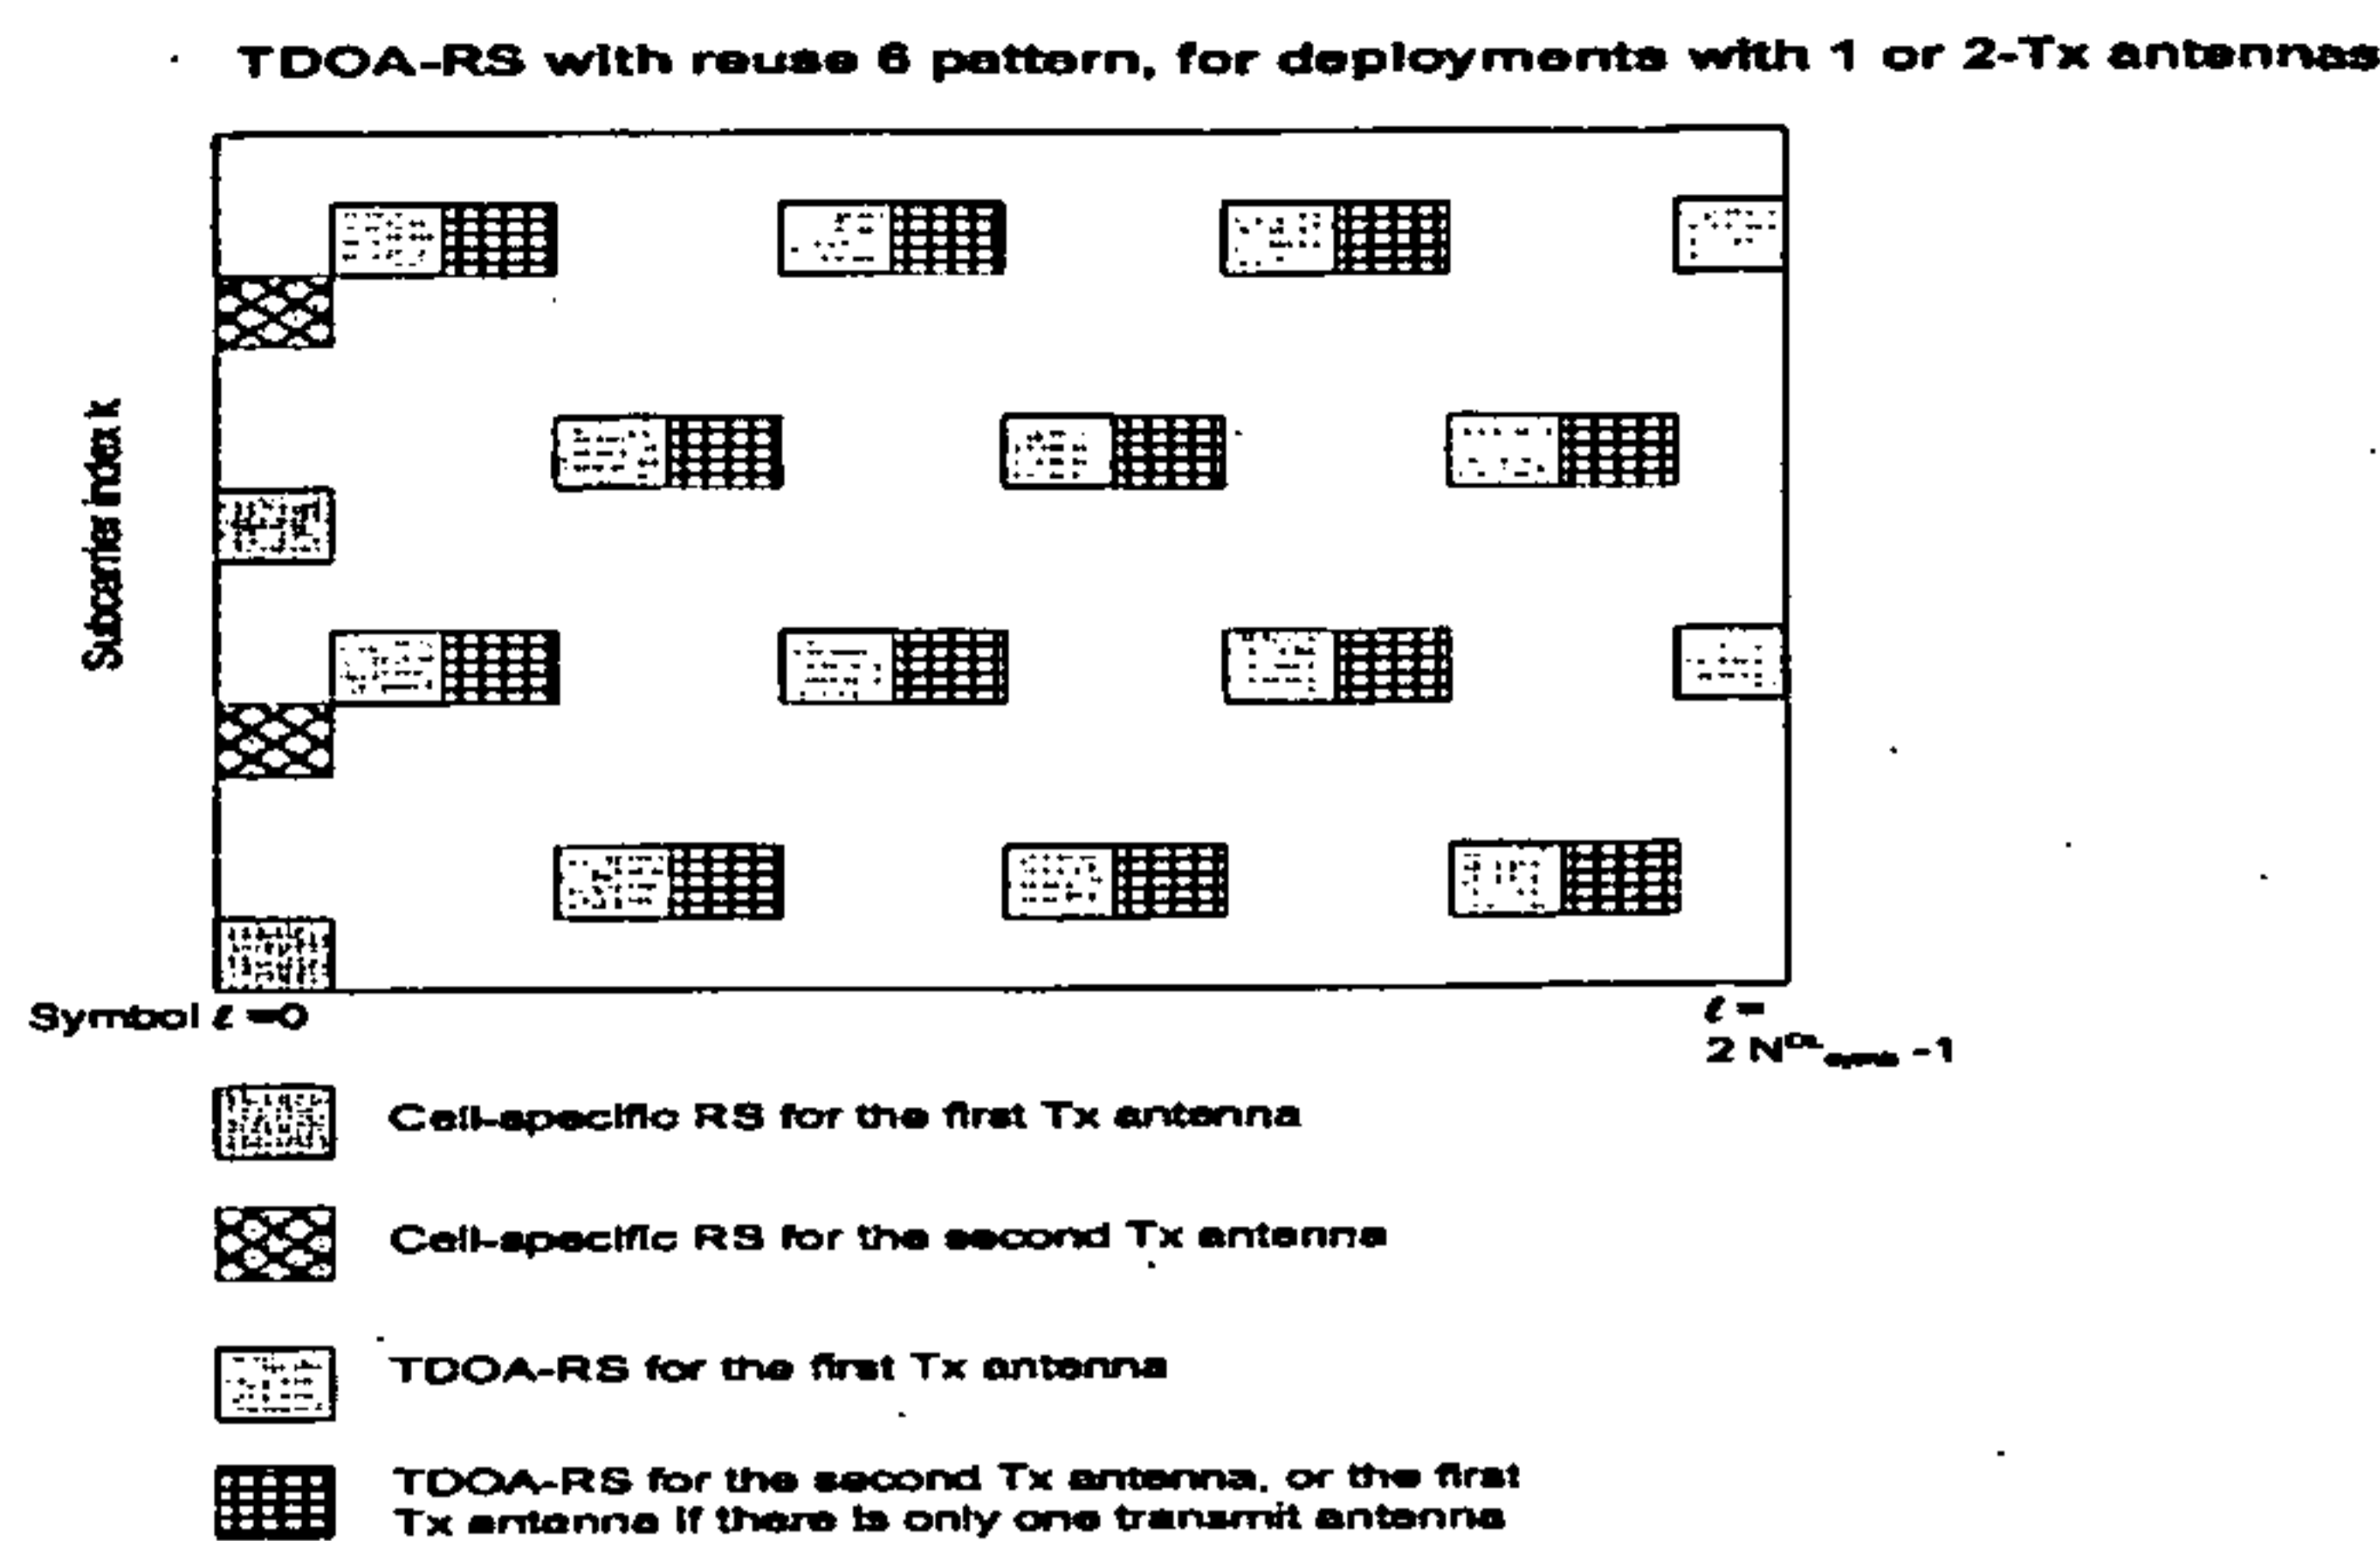 TDOA-RS with reuse 6 pattern, for deployments with 1 or 2-Tx antennas
Subcarrier index k
Symbol ℓ =0
ℓ =
2 N^DL_symb -1
Cell-specific RS for the first Tx antenna
Cell-specific RS for the second Tx antenna
TDOA-RS for the first Tx antenna
TDOA-RS for the second Tx antenna, or the first
Tx antenna if there is only one transmit antenna